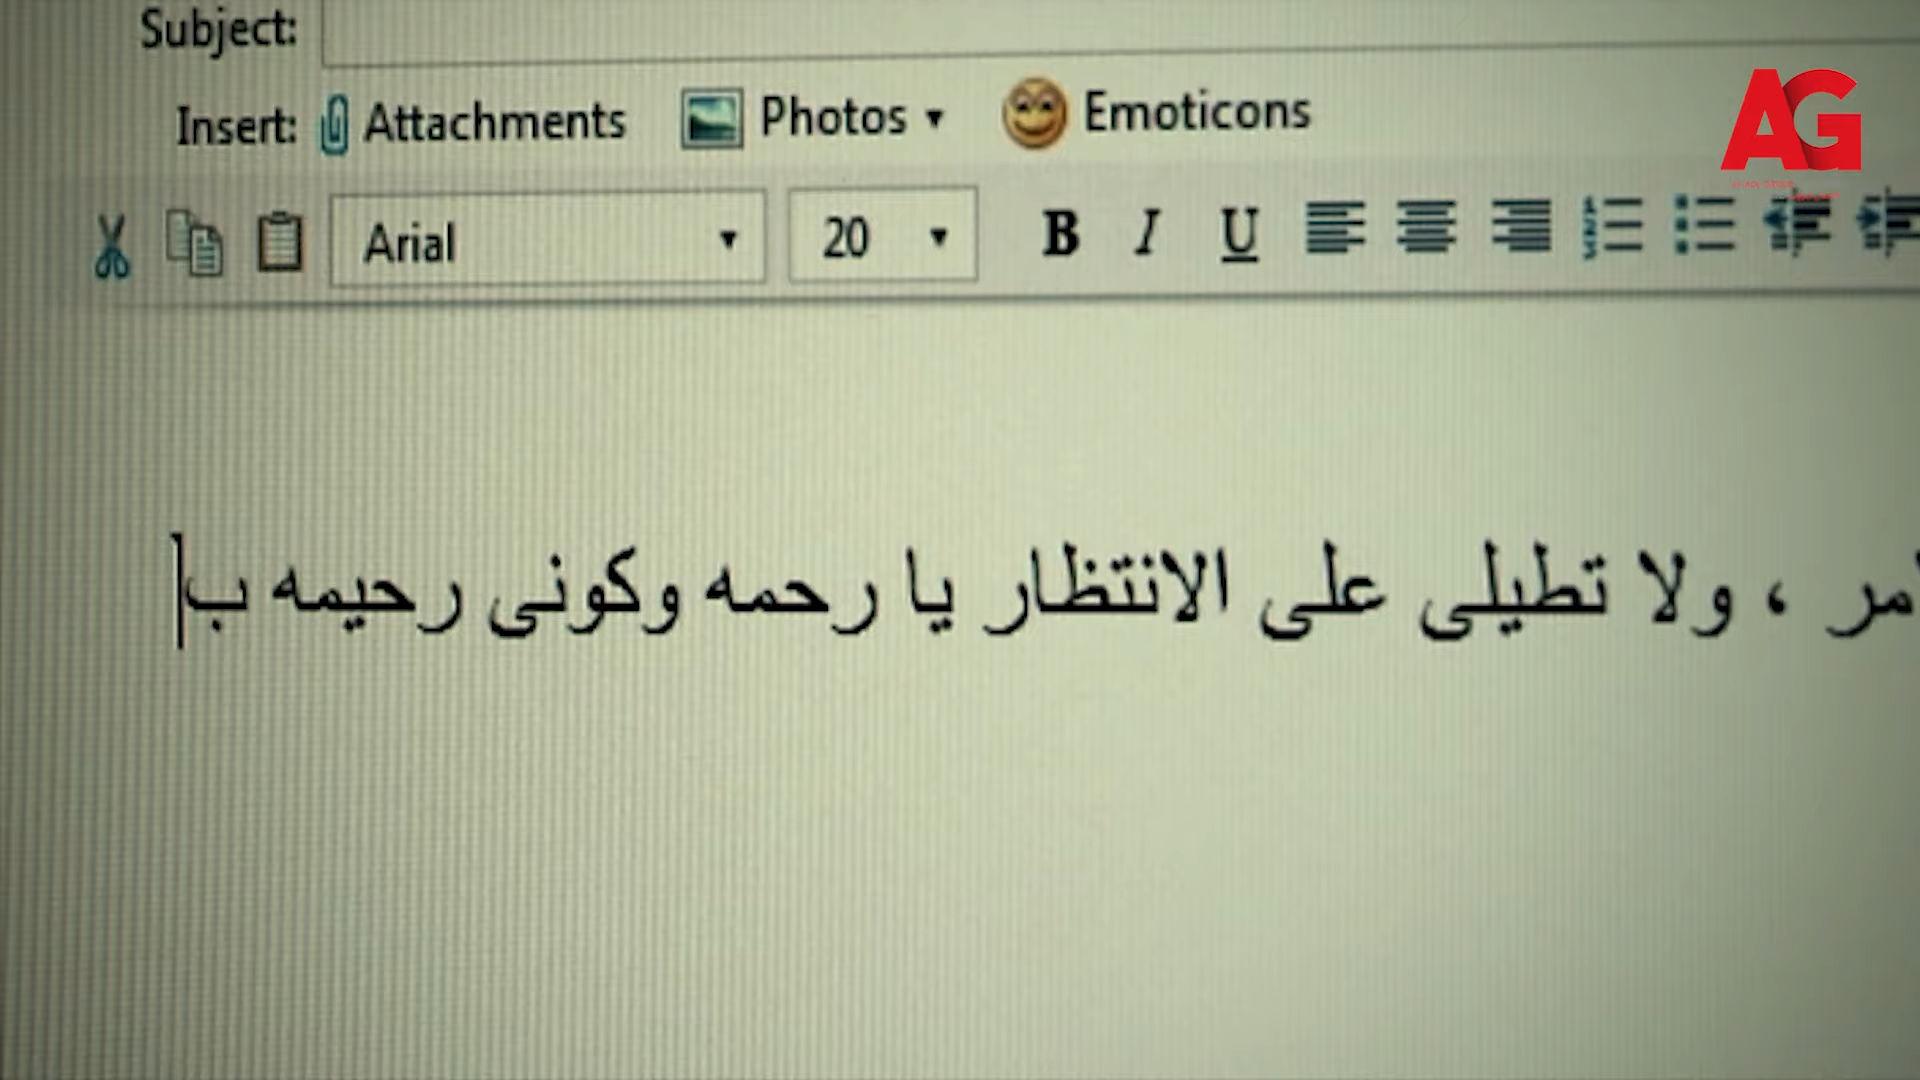 Subject:
Insert: Attachments Photos Emoticons
Arial 20 B I U
AG
مر ، ولا تطيلى على الانتظار يا رحمه وكونى رحيمه ب